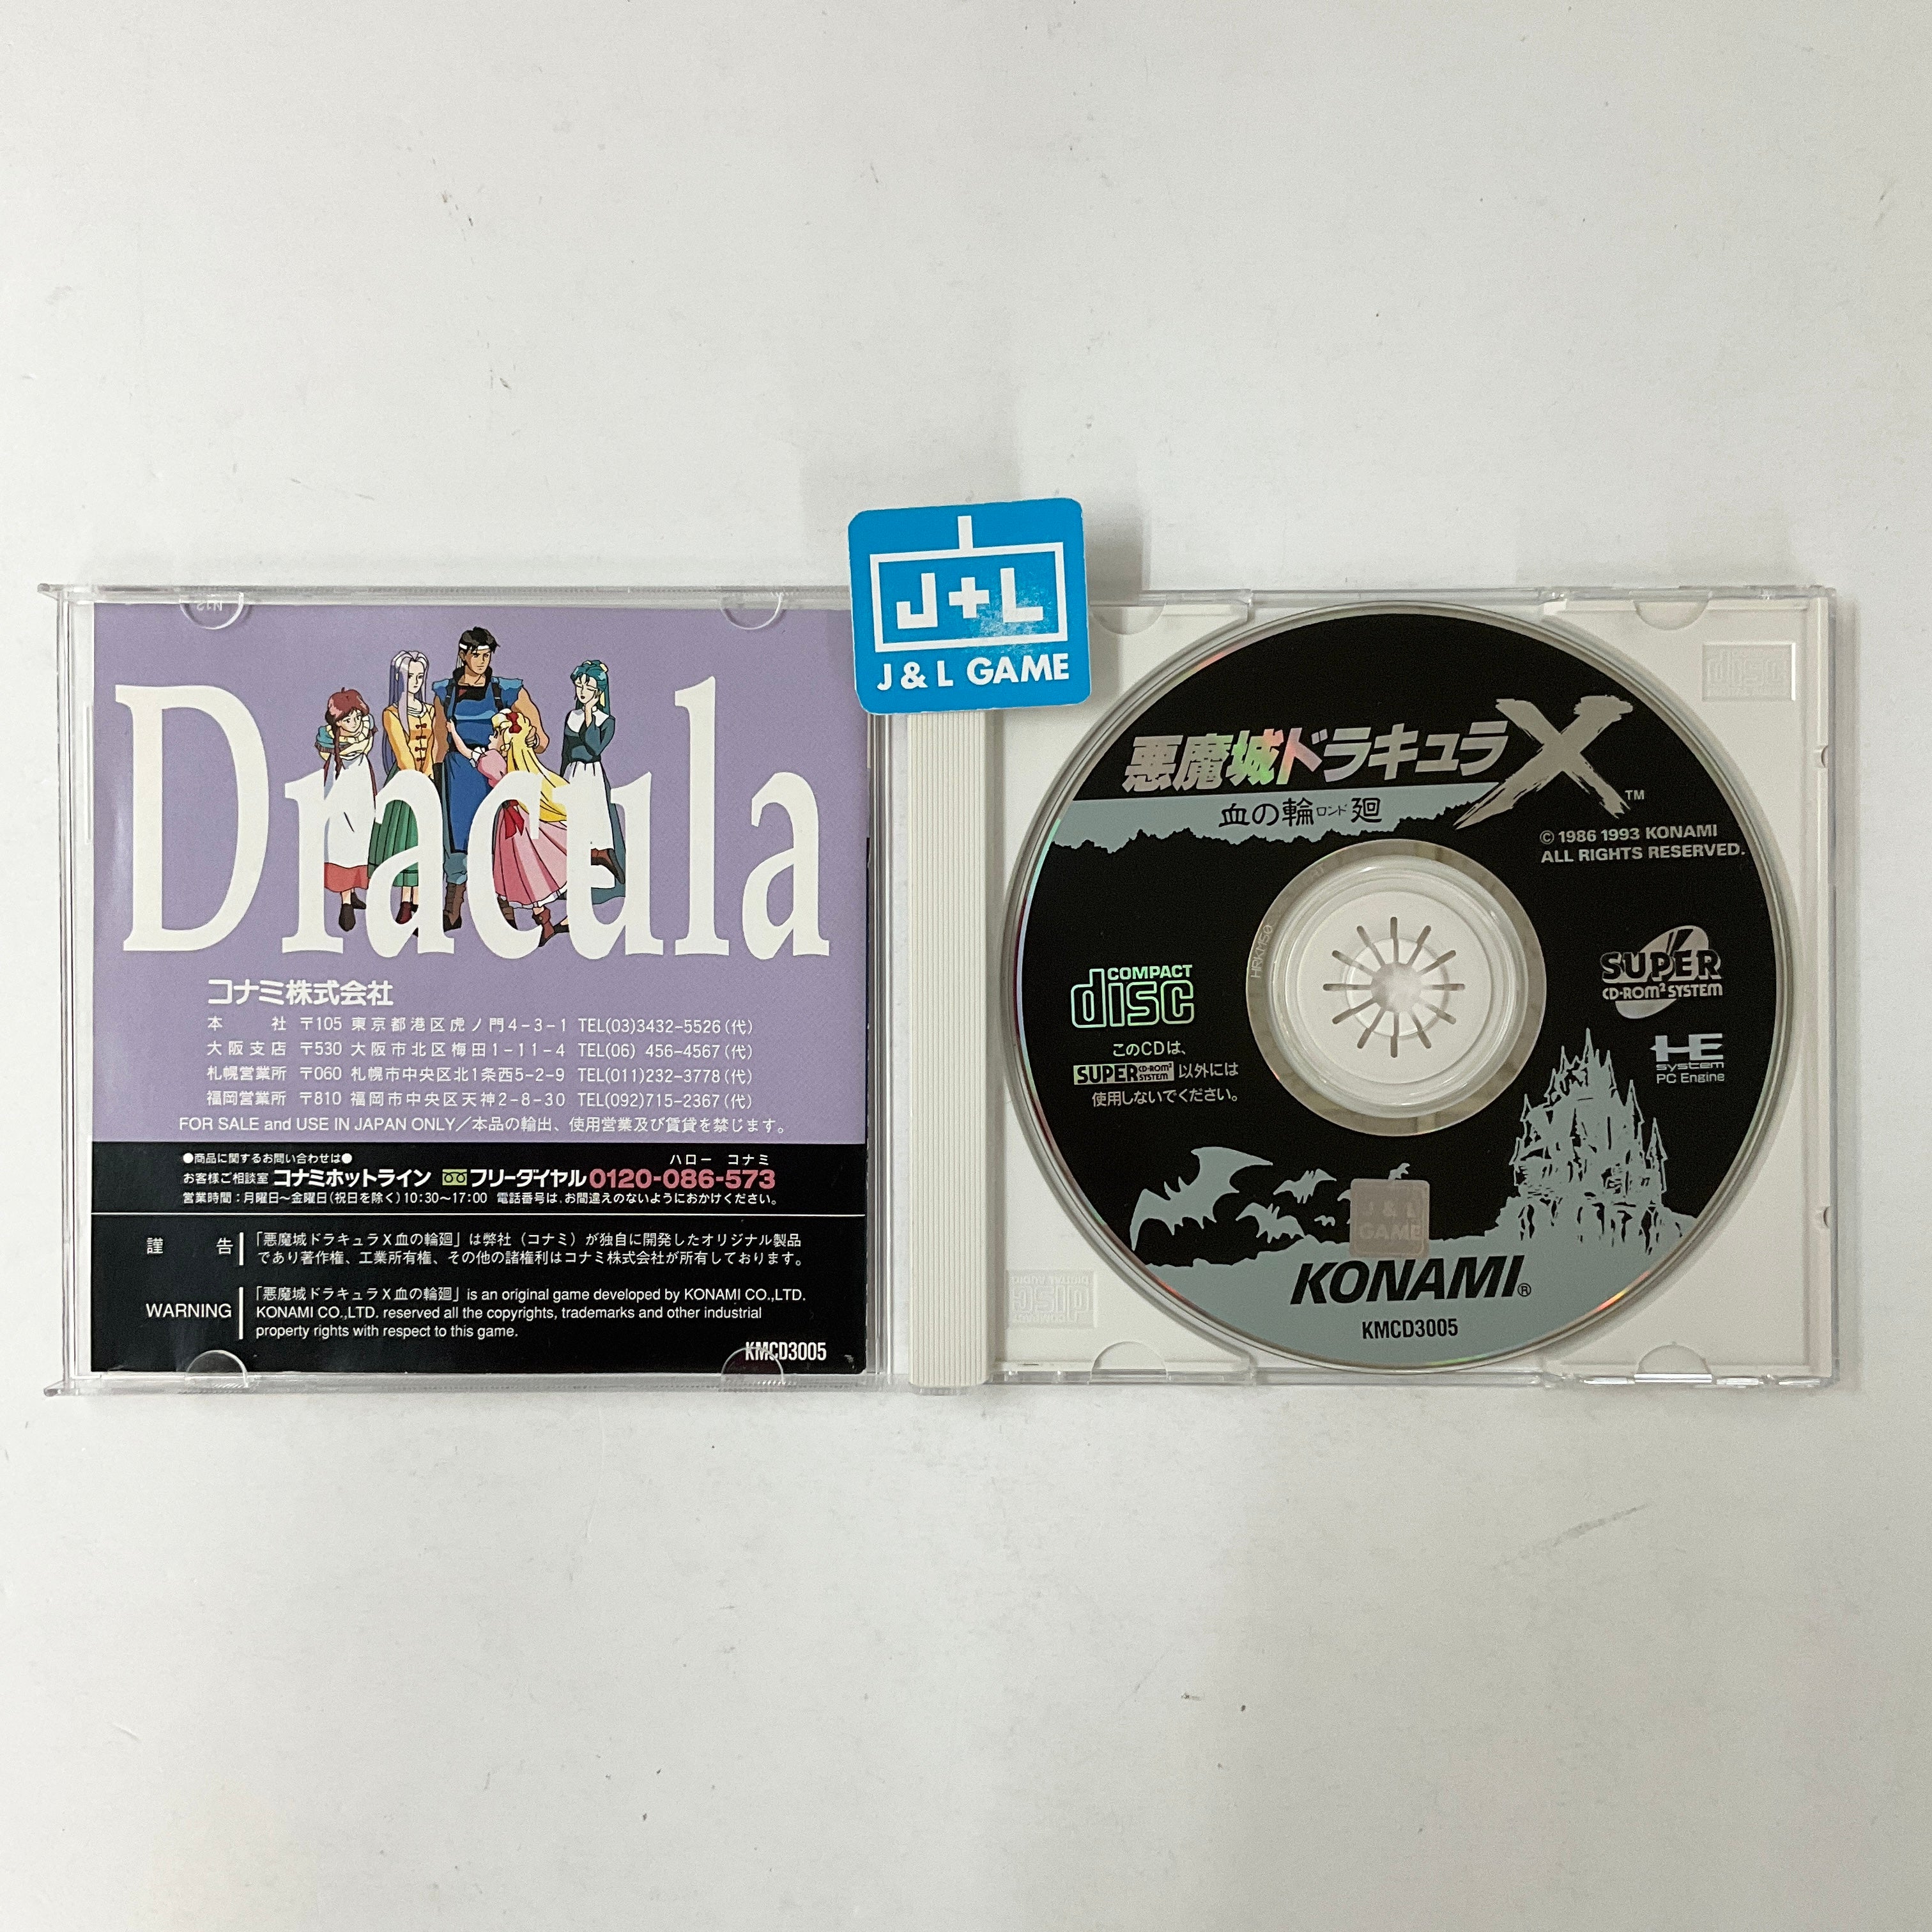 J+L
J & L GAME
Dracula
コナミ株式会社
本 社 〒105 東京都港区虎ノ門4-3-1 TEL(03)3432-5526(代)
大阪支店 〒530 大阪市北区梅田1-11-4 TEL(06) 456-4567(代)
札幌営業所 〒060 札幌市中央区北1条西5-2-9 TEL(011)232-3778(代)
福岡営業所 〒810 福岡市中央区天神2-8-30 TEL(092)715-2367(代)
FOR SALE and USE IN JAPAN ONLY/本品の輸出、使用営業及び賃貸を禁じます。
●商品に関するお問い合わせは●
ハロー コナミ
お客様ご相談室 コナミホットライン フリーダイヤル0120-086-573
営業時間:月曜日〜金曜日(祝日を除く)10:30〜17:00 電話番号は、お間違えのないようにおかけください。
謹 告
「悪魔城ドラキュラX血の輪廻」は弊社(コナミ)が独自に開発したオリジナル製品
であり著作権、工業所有権、その他の諸権利はコナミ株式会社が所有しております。
WARNING
「悪魔城ドラキュラX血の輪廻」is an original game developed by KONAMI CO.,LTD.
KONAMI CO.,LTD. reserved all the copyrights, trademarks and other industrial
property rights with respect to this game.
KMCD3005
悪魔城ドラキュラX™
血の輪廻
ロンド
© 1986 1993 KONAMI
ALL RIGHTS RESERVED.
SUPER
CD-ROM² SYSTEM
HE
system
PC Engine
COMPACT
disc
このCDは、
SUPER CD-ROM² SYSTEM 以外には
使用しないでください。
J & L
GAME
KONAMI®
KMCD3005